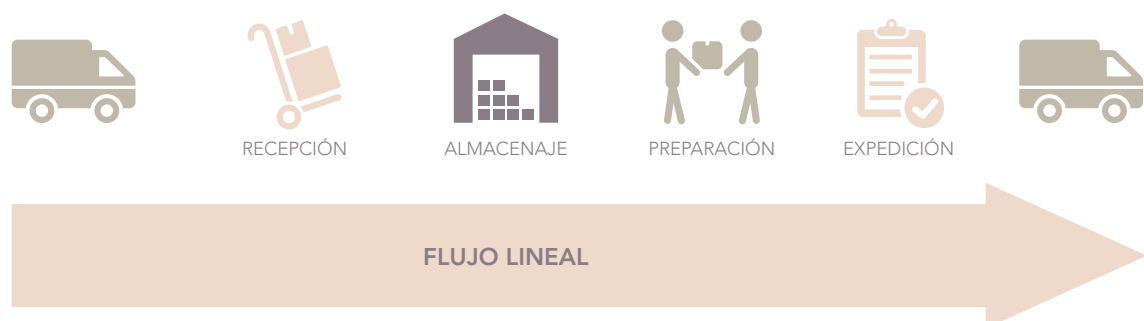 RECEPCIÓN
ALMACENAJE
PREPARACIÓN
EXPEDICIÓN
FLUJO LINEAL